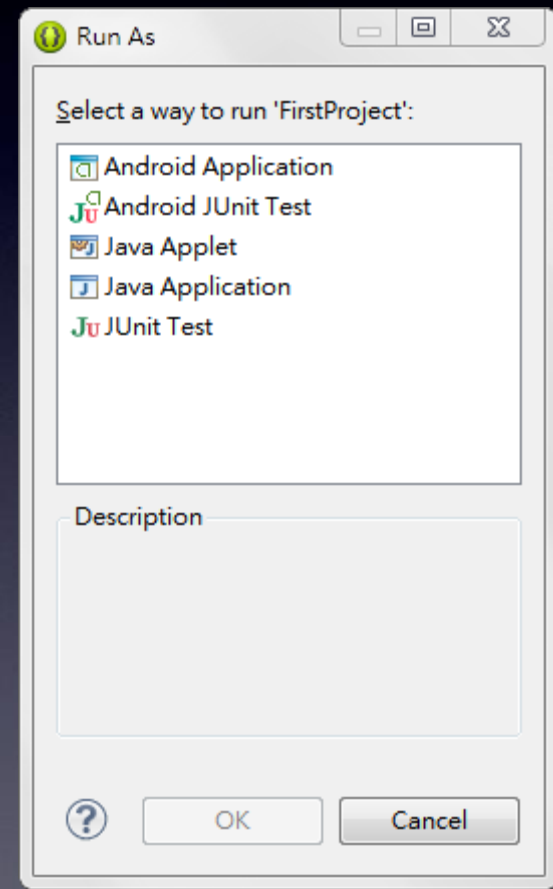 Run As
Select a way to run 'FirstProject':
Android Application
Android JUnit Test
Java Applet
Java Application
JUnit Test
Description
OK
Cancel